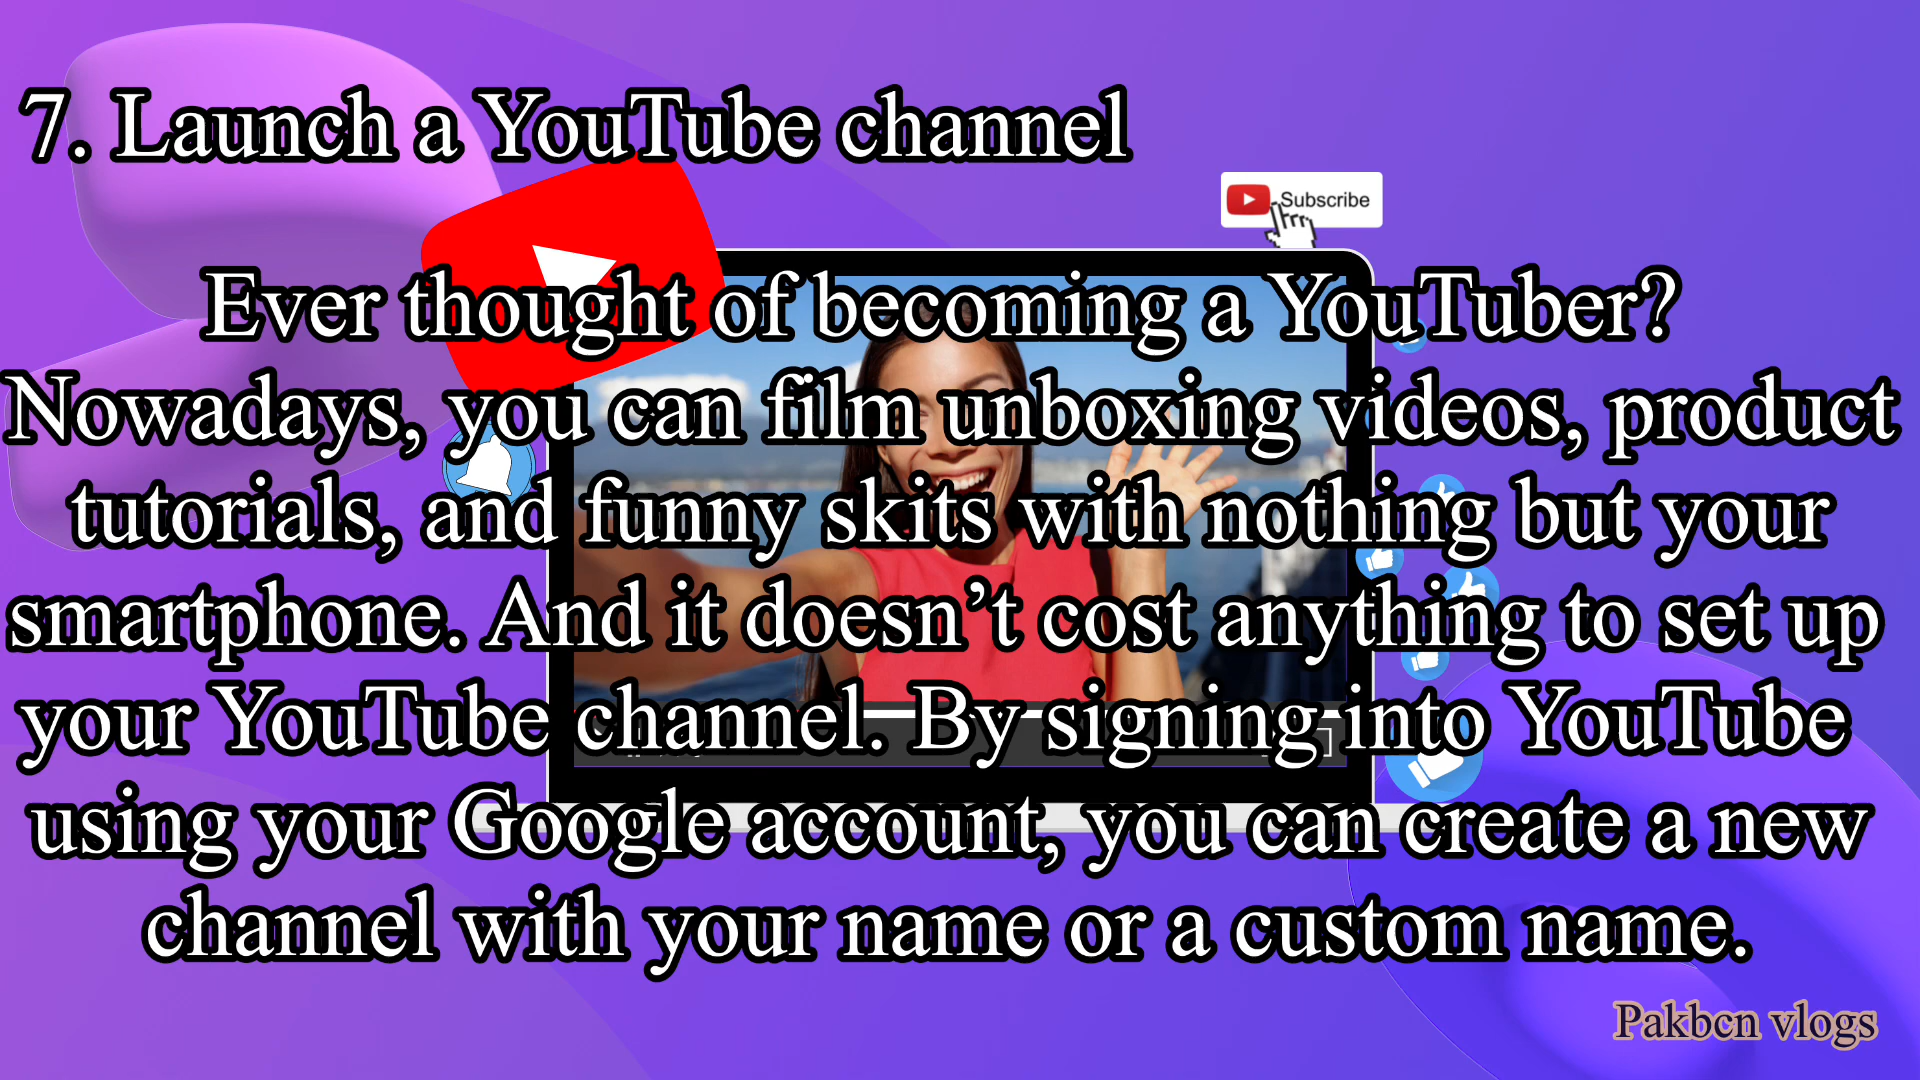 7. Launch a YouTube channel
Subscribe
Ever thought of becoming a YouTuber?
Nowadays, you can film unboxing videos, product
tutorials, and funny skits with nothing but your
smartphone. And it doesn’t cost anything to set up
your YouTube channel. By signing into YouTube
using your Google account, you can create a new
channel with your name or a custom name.
Pakbcn vlogs